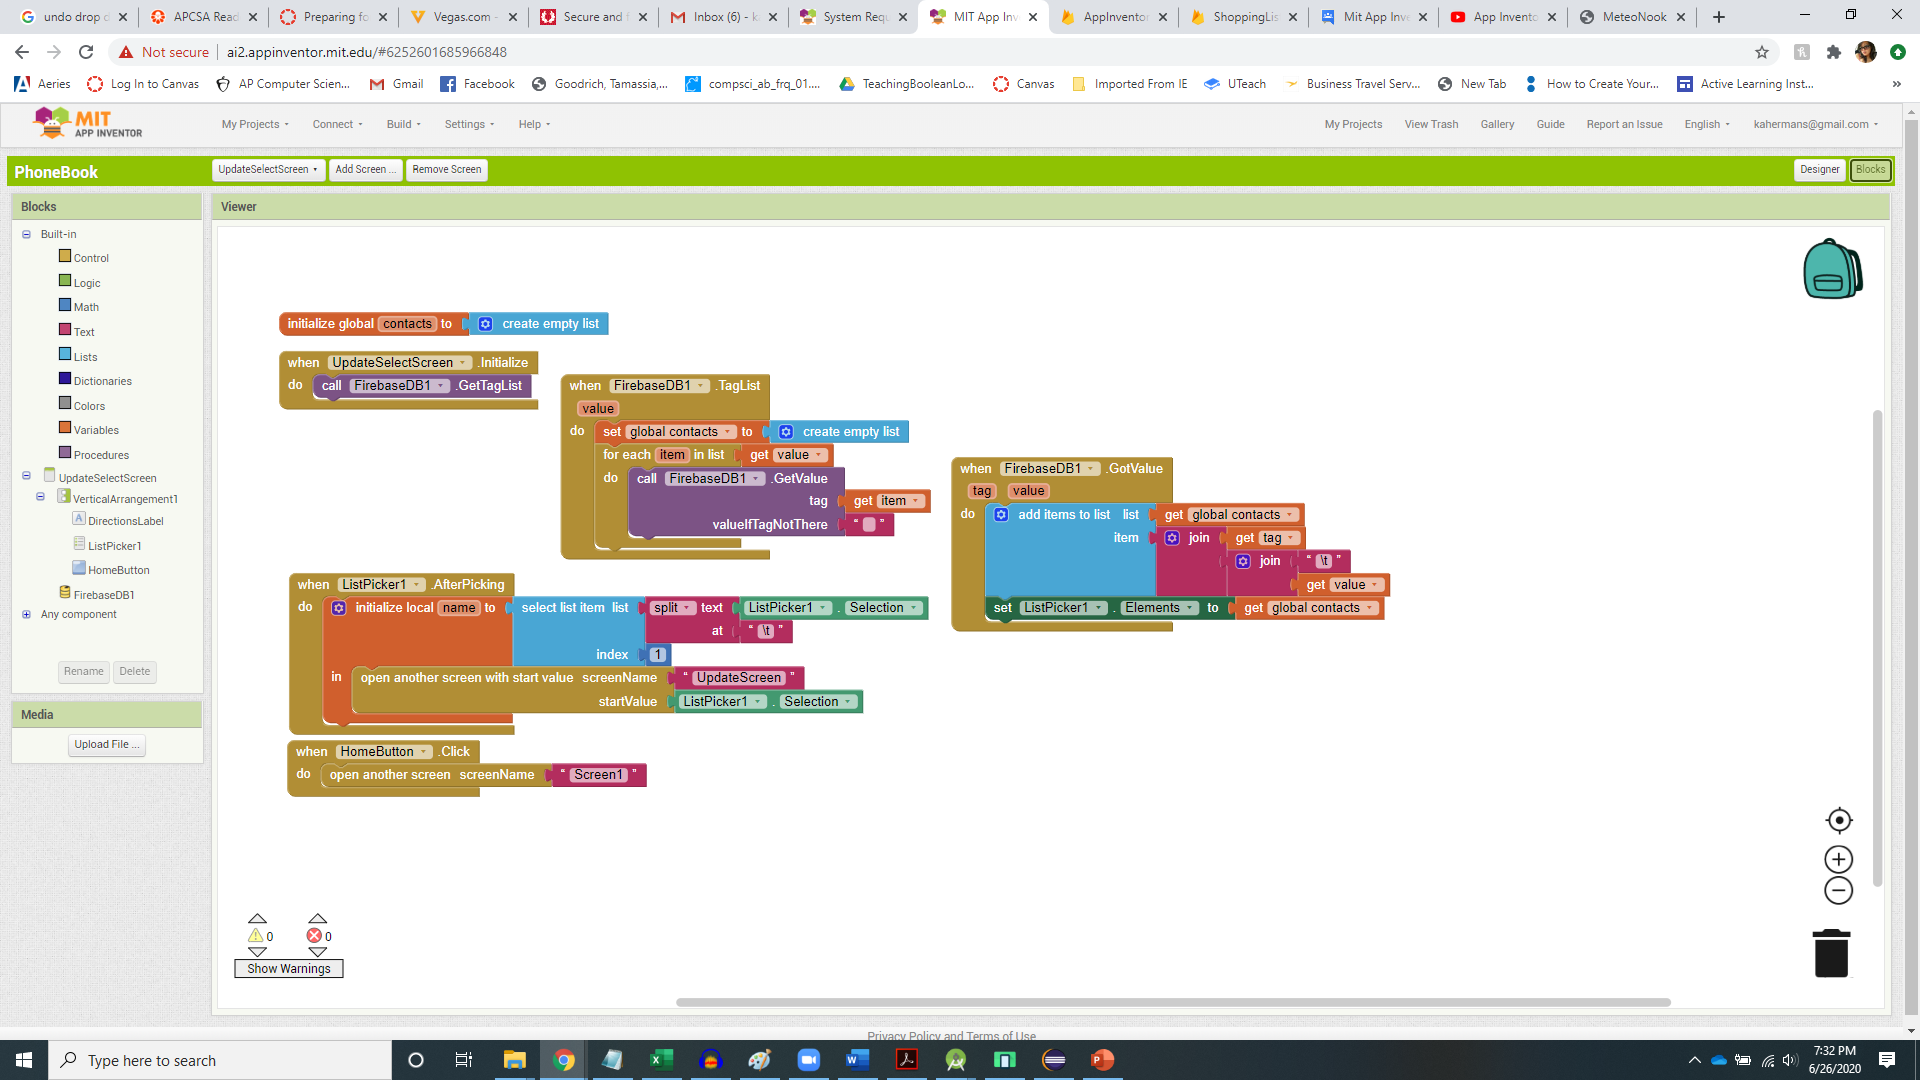 undo drop d
APCSA Read
Preparing fo
Vegas.com -
Secure and f
Inbox (6) - k
System Requ
MIT App Inv
AppInventor
ShoppingLis
Mit App Inve
App Invento
MeteoNook
Not secure | ai2.appinventor.mit.edu/#6252601685966848
Aeries
Log In to Canvas
AP Computer Scien...
Gmail
Facebook
Goodrich, Tamassia,...
compsci_ab_frq_01....
TeachingBooleanLo...
Canvas
Imported From IE
UTeach
Business Travel Serv...
New Tab
How to Create Your...
Active Learning Inst...
»
MIT
APP INVENTOR
My Projects
Connect
Build
Settings
Help
My Projects
View Trash
Gallery
Guide
Report an Issue
English
kahermans@gmail.com
PhoneBook
UpdateSelectScreen
Add Screen ...
Remove Screen
Designer
Blocks
Blocks
Viewer
Built-in
Control
Logic
Math
Text
Lists
Dictionaries
Colors
Variables
Procedures
UpdateSelectScreen
VerticalArrangement1
DirectionsLabel
ListPicker1
HomeButton
FirebaseDB1
Any component
Rename
Delete
Media
Upload File ...
initialize global contacts to create empty list
when UpdateSelectScreen .Initialize
do call FirebaseDB1 .GetTagList
when FirebaseDB1 .TagList
value
do set global contacts to create empty list
for each item in list get value
do call FirebaseDB1 .GetValue
tag get item
valueIfTagNotThere “ ”
when FirebaseDB1 .GotValue
tag value
do add items to list list get global contacts
item join get tag
join “ \t ”
get value
set ListPicker1 . Elements to get global contacts
when ListPicker1 .AfterPicking
do initialize local name to select list item list split text ListPicker1 . Selection
at “ \t ”
index 1
in open another screen with start value screenName “ UpdateScreen ”
startValue ListPicker1 . Selection
when HomeButton .Click
do open another screen screenName “ Screen1 ”
0
0
Show Warnings
Privacy Policy and Terms of Use
Type here to search
7:32 PM
6/26/2020